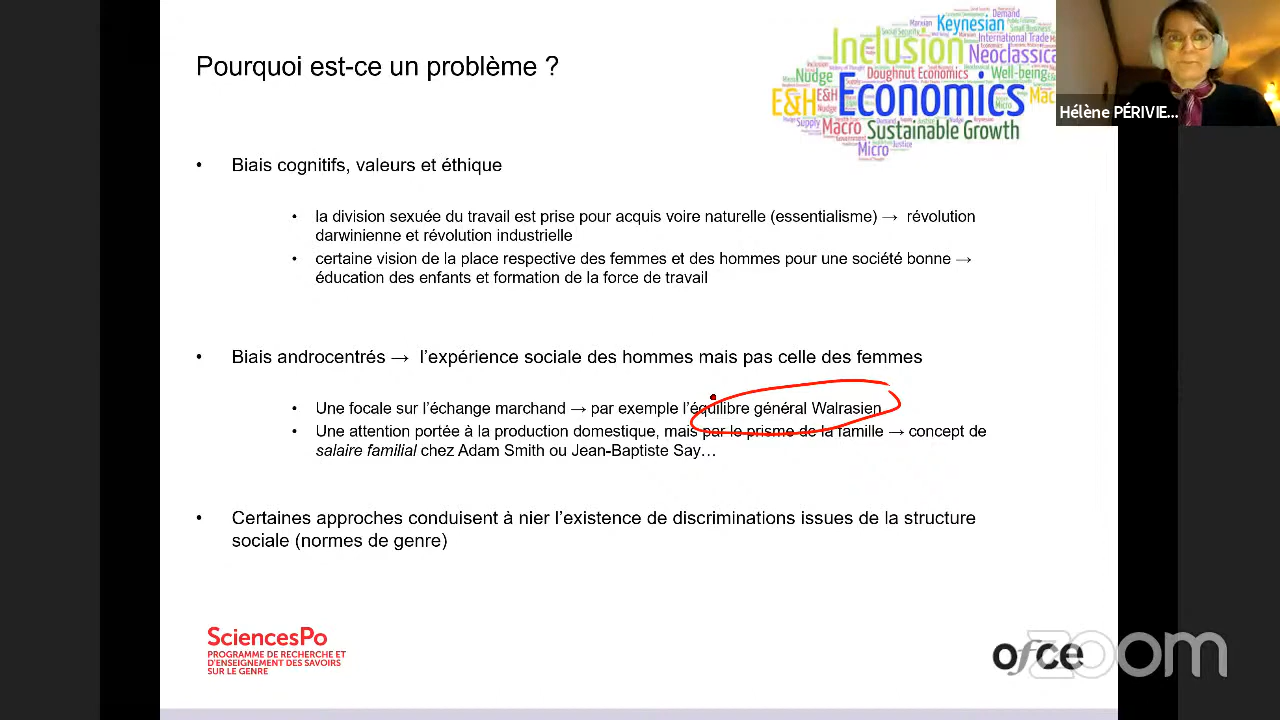 Pourquoi est-ce un problème ?
Demand
Keynesian
Inclusion
International Trade
Neoclassica
Nudge
Doughnut Economics
Well-being
E&H
E&H
Economics
Supply
Macro
Sustainable Growth
Micro
Hélène PÉRIVIE...
• Biais cognitifs, valeurs et éthique
• la division sexuée du travail est prise pour acquis voire naturelle (essentialisme) → révolution
darwinienne et révolution industrielle
• certaine vision de la place respective des femmes et des hommes pour une société bonne →
éducation des enfants et formation de la force de travail
• Biais androcentrés → l'expérience sociale des hommes mais pas celle des femmes
• Une focale sur l'échange marchand → par exemple l'équilibre général Walrasien
• Une attention portée à la production domestique, mais par le prisme de la famille → concept de
salaire familial chez Adam Smith ou Jean-Baptiste Say…
• Certaines approches conduisent à nier l'existence de discriminations issues de la structure
sociale (normes de genre)
SciencesPo
PROGRAMME DE RECHERCHE ET
D'ENSEIGNEMENT DES SAVOIRS
SUR LE GENRE
ofce
zoom